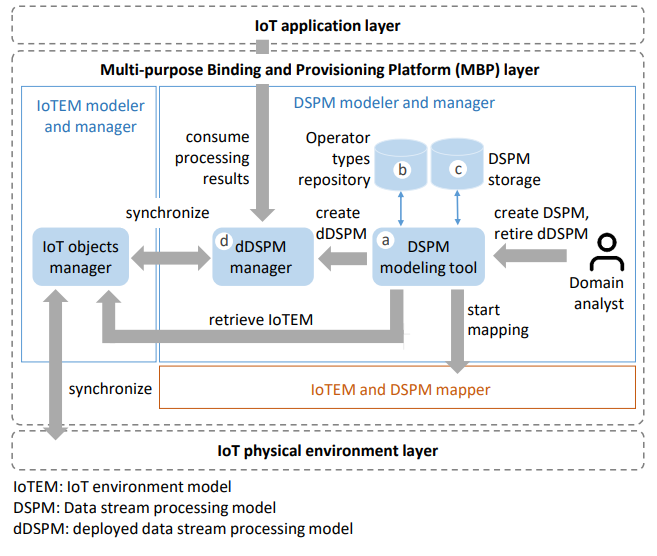 IoT application layer
Multi-purpose Binding and Provisioning Platform (MBP) layer
IoTEM modeler
and manager
DSPM modeler and manager
consume
processing
results
Operator
types
repository
b
c
DSPM
storage
synchronize
create
dDSPM
create DSPM,
retire dDSPM
IoT objects
manager
d
dDSPM
manager
a
DSPM
modeling tool
Domain
analyst
retrieve IoTEM
start
mapping
synchronize
IoTEM and DSPM mapper
IoT physical environment layer
IoTEM: IoT environment model
DSPM: Data stream processing model
dDSPM: deployed data stream processing model